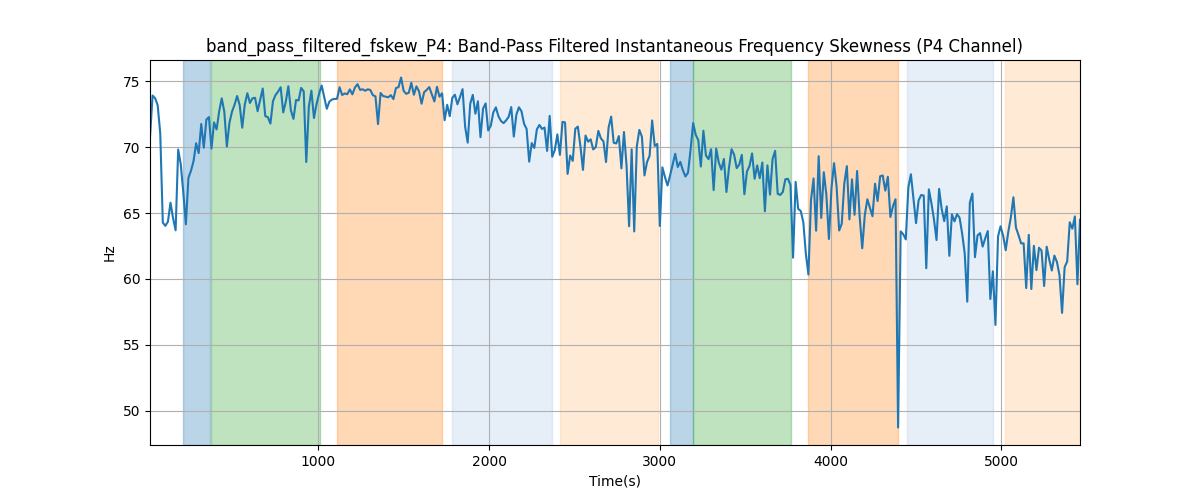 band_pass_filtered_fskew_P4: Band-Pass Filtered Instantaneous Frequency Skewness (P4 Channel)
75
70
65
60
55
50
Hz
1000 2000 3000 4000 5000
Time(s)